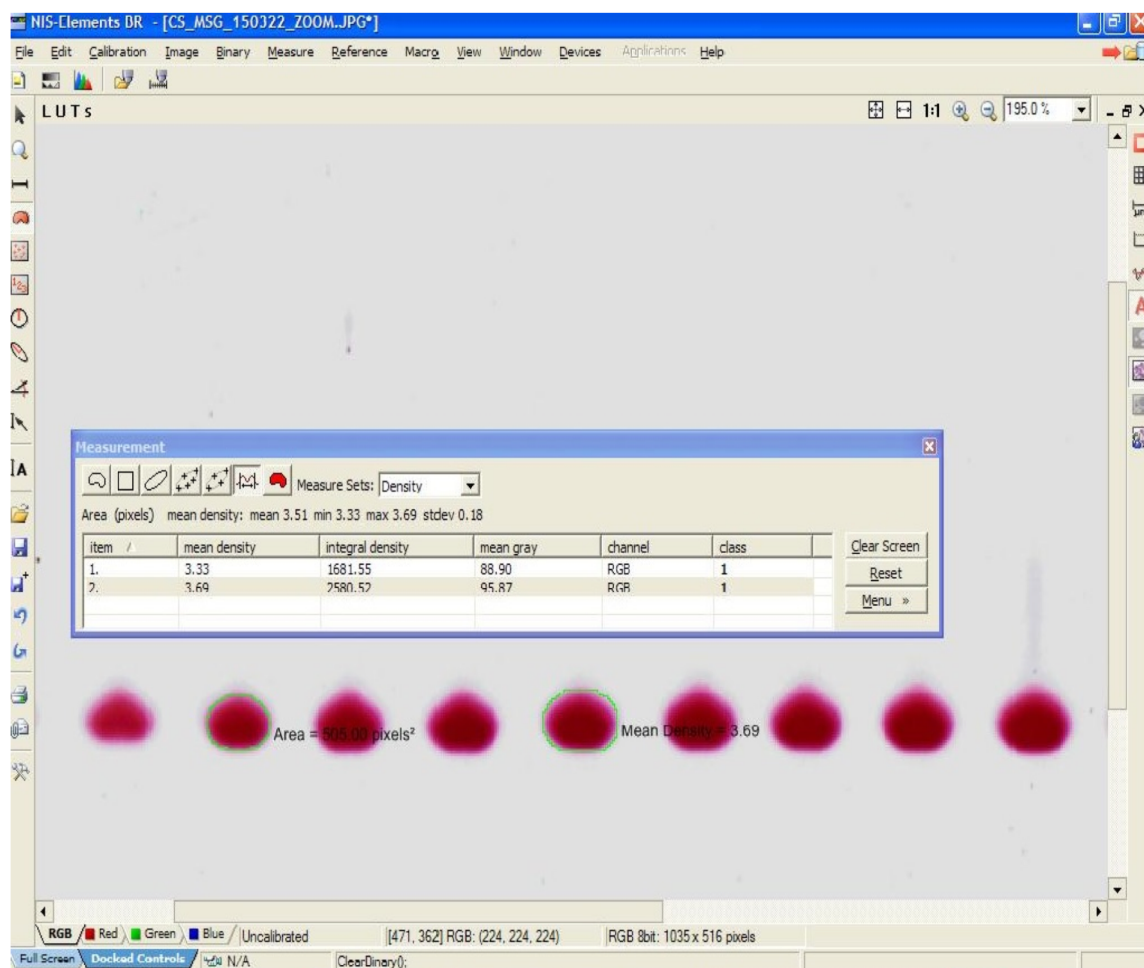 NIS-Elements BR - [CS_MSG_150322_ZOOM.JPG*]
File Edit Calibration Image Binary Measure Reference Macro View Window Devices Applications Help
LUTs 1:1 195.0 %
Measurement
Measure Sets: Density
Area (pixels) mean density: mean 3.51 min 3.33 max 3.69 stdev 0.18
item / mean density integral density mean gray channel class
1. 3.33 1681.55 88.90 RGB 1
2. 3.69 2580.52 95.87 RGB 1
Clear Screen
Reset
Menu »
Area = 505.00 pixels² Mean Density = 3.69
RGB Red Green Blue Uncalibrated [471, 362] RGB: (224, 224, 224) RGB 8bit: 1035 x 516 pixels
Full Screen Docked Controls N/A ClearBinary();